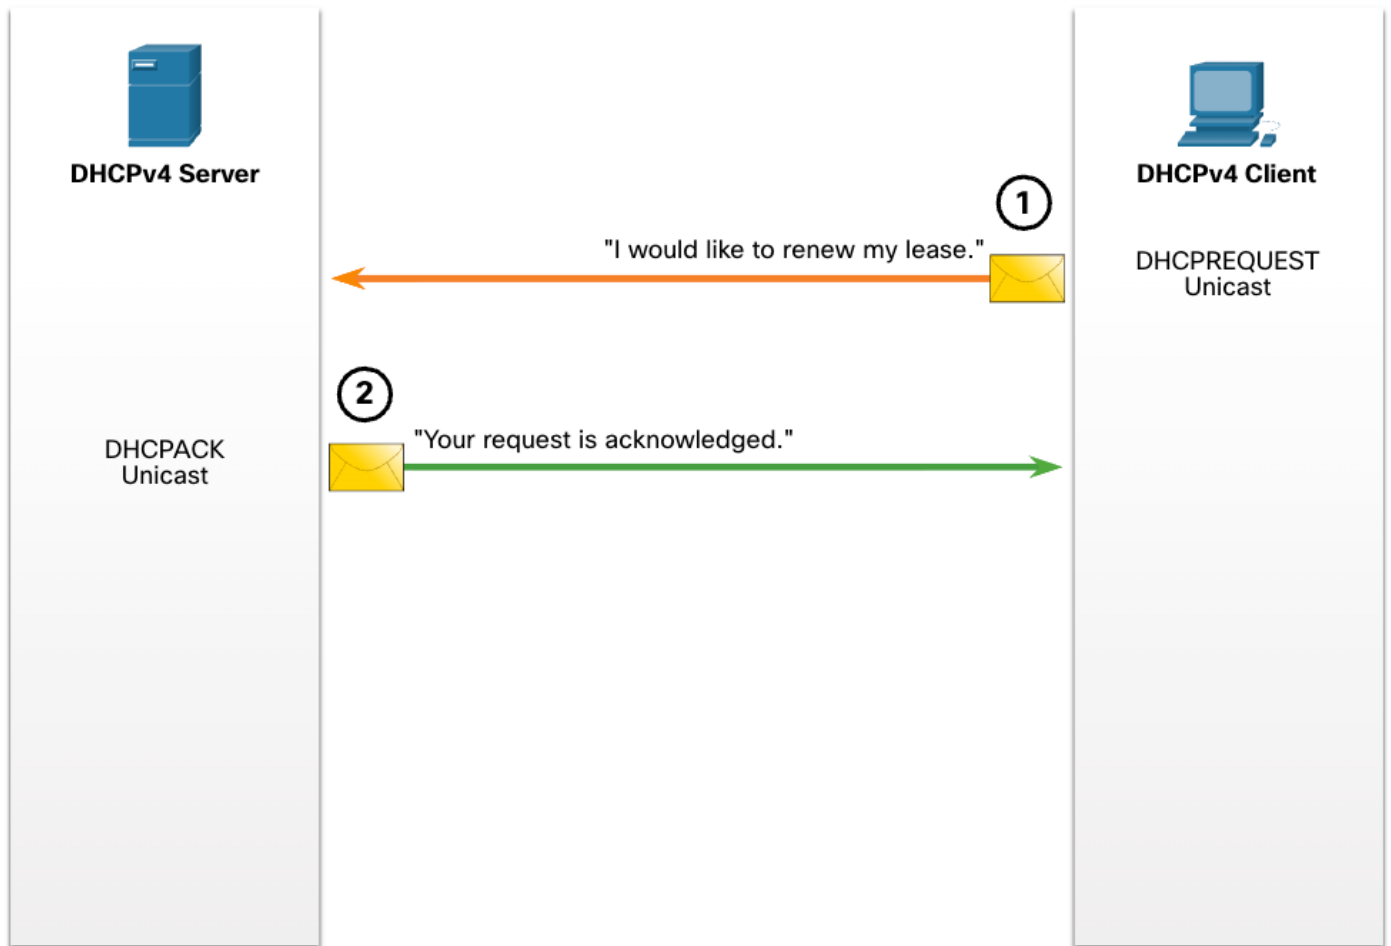 DHCPv4 Server
DHCPv4 Client
1
"I would like to renew my lease."
DHCPREQUEST
Unicast
2
"Your request is acknowledged."
DHCPACK
Unicast